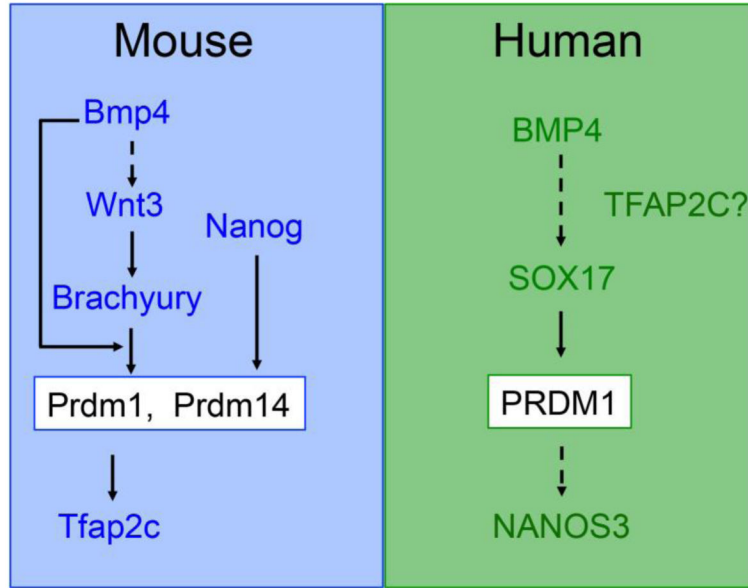 Mouse
Bmp4
Wnt3
Nanog
Brachyury
Prdm1, Prdm14
Tfap2c
Human
BMP4
TFAP2C?
SOX17
PRDM1
NANOS3